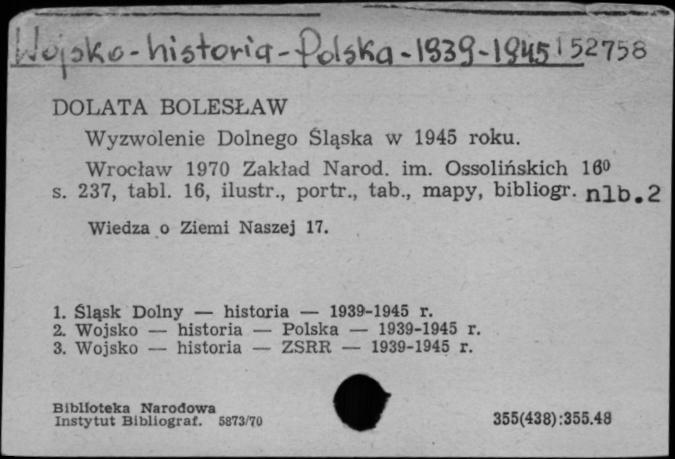 Wojsko-historia-Polska-1939-1945 152758
DOLATA BOLESŁAW
Wyzwolenie Dolnego Śląska w 1945 roku.
Wrocław 1970 Zakład Narod. im. Ossolińskich 16⁰
s. 237, tabl. 16, ilustr., portr., tab., mapy, bibliogr. nlb.2
Wiedza o Ziemi Naszej 17.
1. Śląsk Dolny — historia — 1939-1945 r.
2. Wojsko — historia — Polska — 1939-1945 r.
3. Wojsko — historia — ZSRR — 1939-1945 r.
Biblioteka Narodowa
Instytut Bibliograf. 5873/70 355(438):355.48